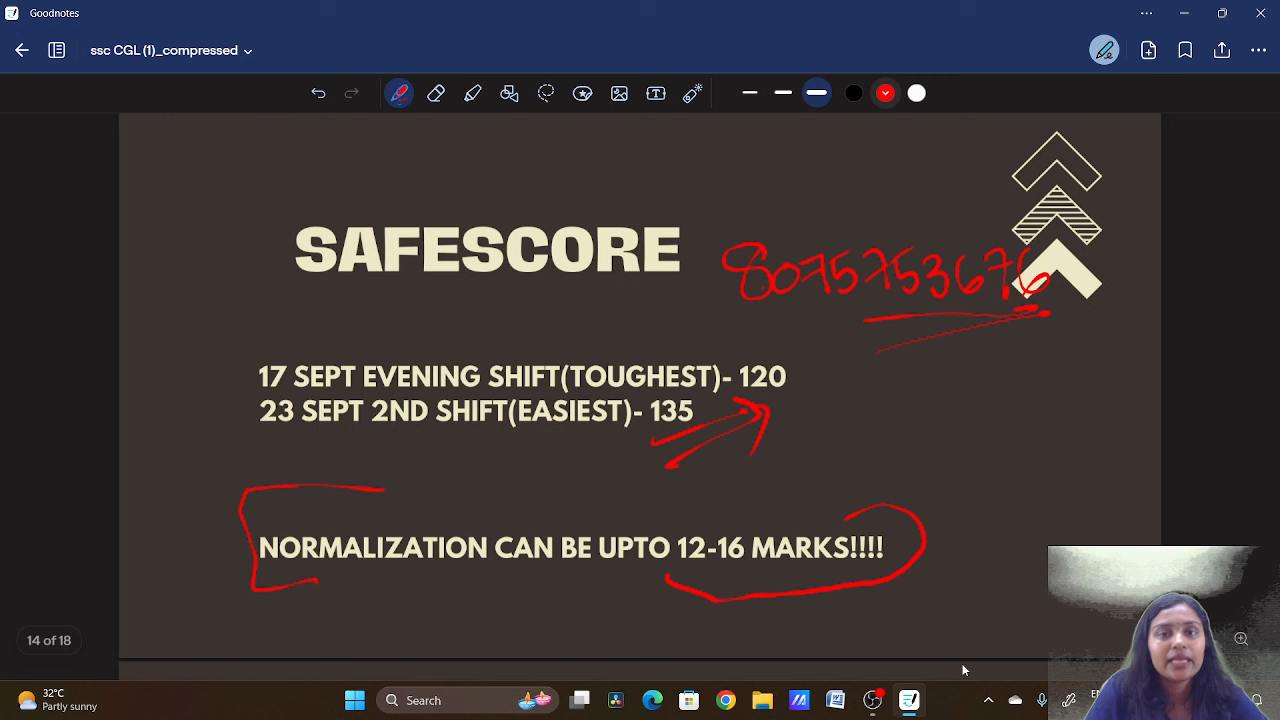 Goodnotes
ssc CGL (1)_compressed
SAFESCORE
8075753676
17 SEPT EVENING SHIFT(TOUGHEST)- 120
23 SEPT 2ND SHIFT(EASIEST)- 135
NORMALIZATION CAN BE UPTO 12-16 MARKS!!!!
14 of 18
32°C
Partly sunny
Search